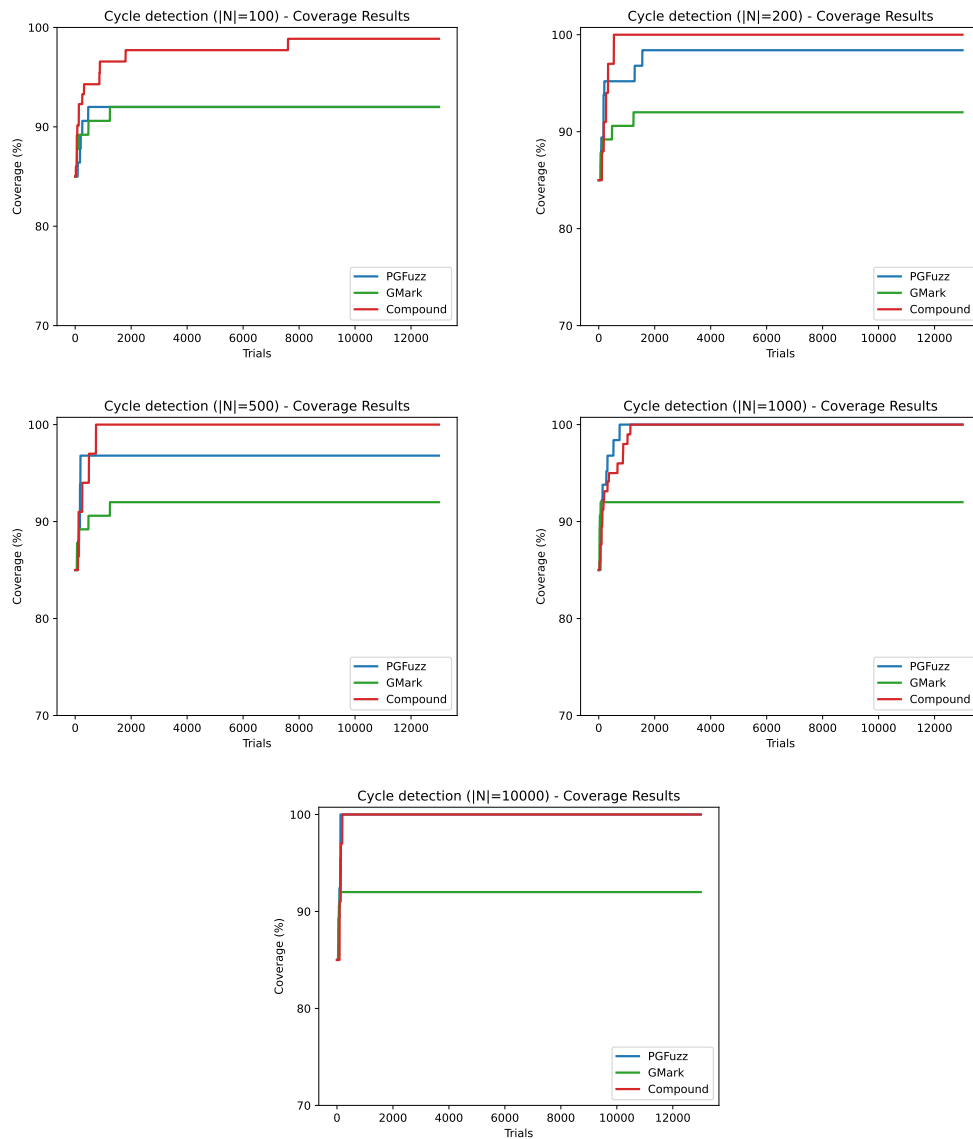 Cycle detection (|N|=100) - Coverage Results
100
90
80
70
Coverage (%)
0 2000 4000 6000 8000 10000 12000
Trials
PGFuzz
GMark
Compound
Cycle detection (|N|=200) - Coverage Results
100
90
80
70
Coverage (%)
0 2000 4000 6000 8000 10000 12000
Trials
PGFuzz
GMark
Compound
Cycle detection (|N|=500) - Coverage Results
100
90
80
70
Coverage (%)
0 2000 4000 6000 8000 10000 12000
Trials
PGFuzz
GMark
Compound
Cycle detection (|N|=1000) - Coverage Results
100
90
80
70
Coverage (%)
0 2000 4000 6000 8000 10000 12000
Trials
PGFuzz
GMark
Compound
Cycle detection (|N|=10000) - Coverage Results
100
90
80
70
Coverage (%)
0 2000 4000 6000 8000 10000 12000
Trials
PGFuzz
GMark
Compound